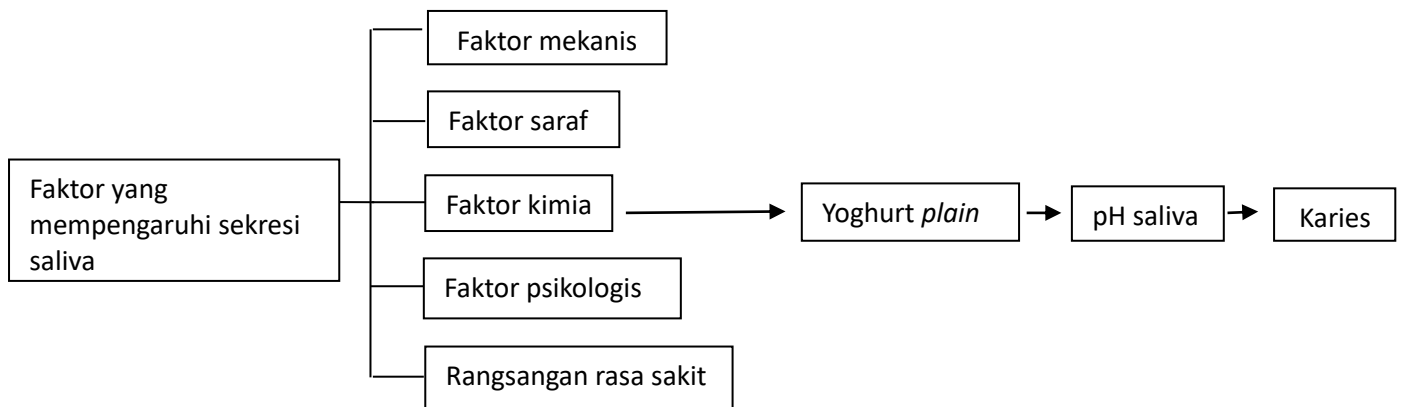 Faktor mekanis
Faktor saraf
Faktor yang
mempengaruhi sekresi
saliva
Faktor kimia
Yoghurt plain
pH saliva
Karies
Faktor psikologis
Rangsangan rasa sakit